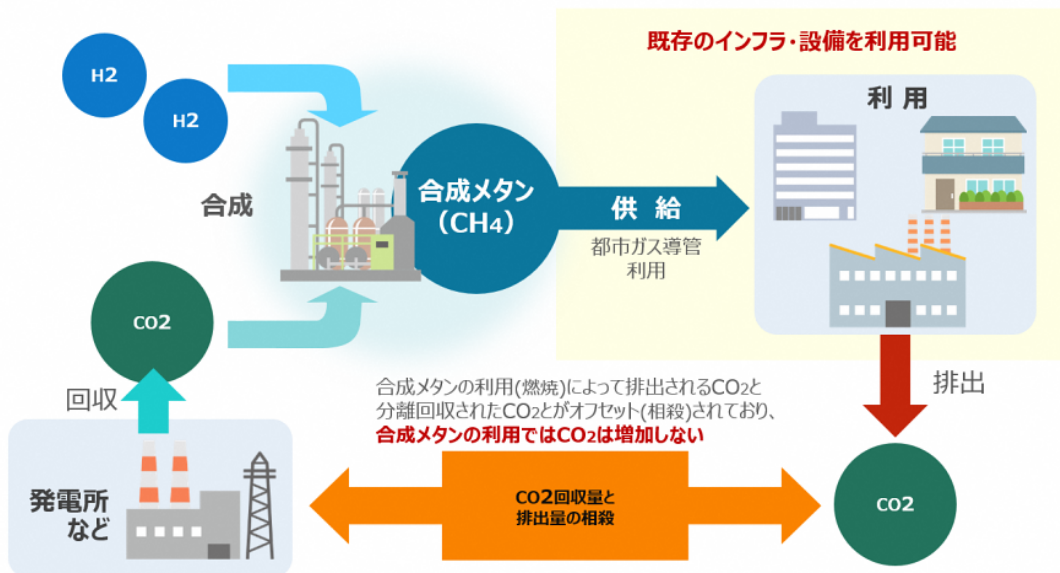 既存のインフラ・設備を利用可能
H2
H2
合成
合成メタン
（CH4）
供 給
都市ガス導管
利用
利 用
CO2
回収
発電所
など
合成メタンの利用(燃焼)によって排出されるCO2と
分離回収されたCO2とがオフセット(相殺)されており、
合成メタンの利用ではCO2は増加しない
排出
CO2回収量と
排出量の相殺
CO2